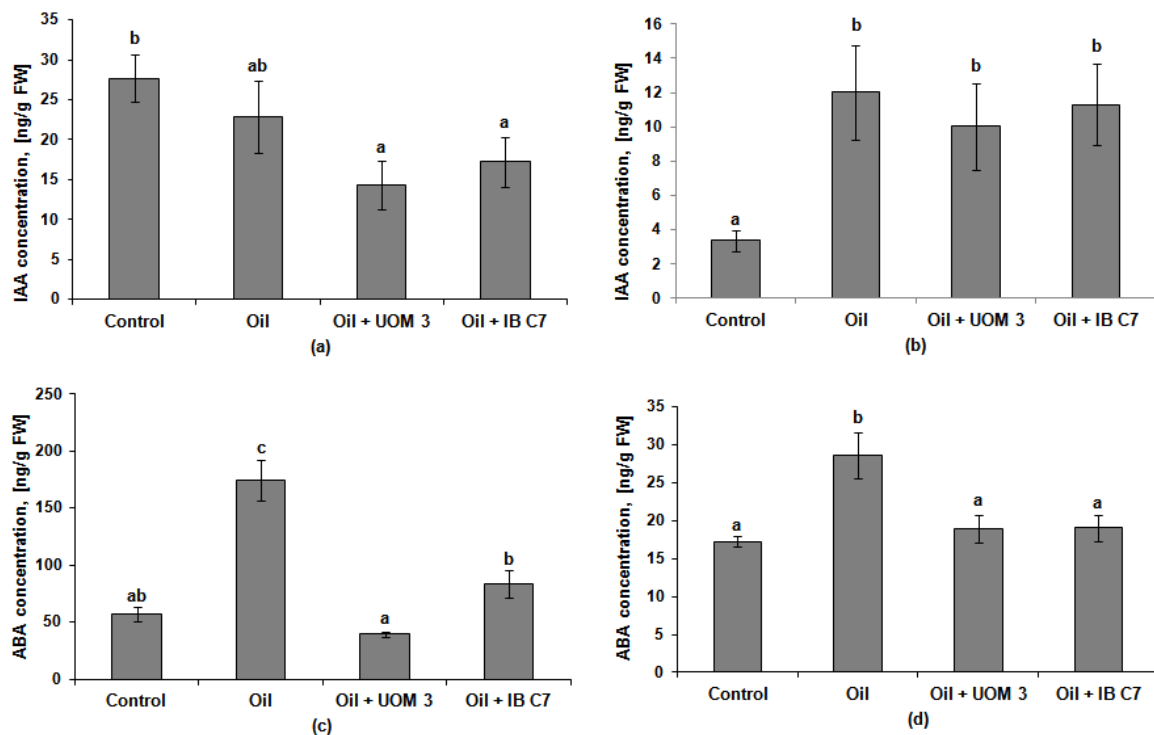 IAA concentration, [ng/g FW]
35
30
25
20
15
10
5
0
b
ab
a
a
Control
Oil
Oil + UOM 3
Oil + IB C7
(a)
IAA concentration, [ng/g FW]
16
14
12
10
8
6
4
2
0
a
b
b
b
Control
Oil
Oil + UOM 3
Oil + IB C7
(b)
ABA concentration, [ng/g FW]
250
200
150
100
50
0
ab
c
a
b
Control
Oil
Oil + UOM 3
Oil + IB C7
(c)
ABA concentration, [ng/g FW]
35
30
25
20
15
10
5
0
a
b
a
a
Control
Oil
Oil + UOM 3
Oil + IB C7
(d)